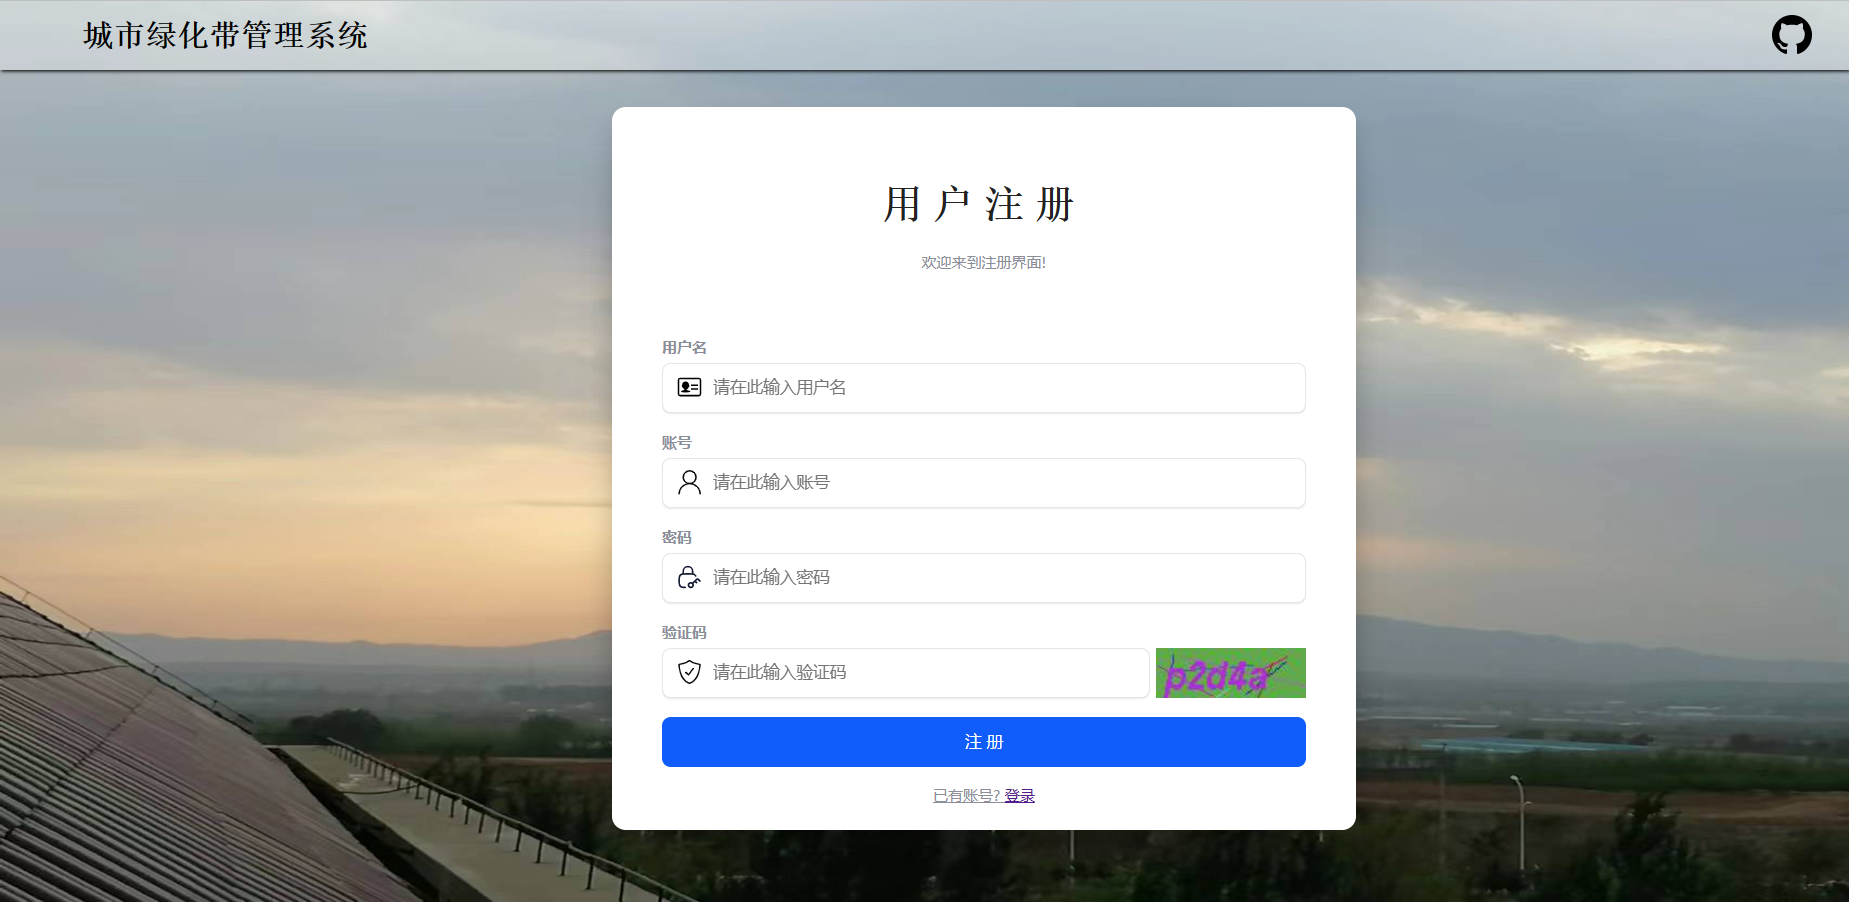 城市绿化带管理系统
用户注册
欢迎来到注册界面!
用户名
请在此输入用户名
账号
请在此输入账号
密码
请在此输入密码
验证码
请在此输入验证码
p2d4a
注 册
已有账号? 登录